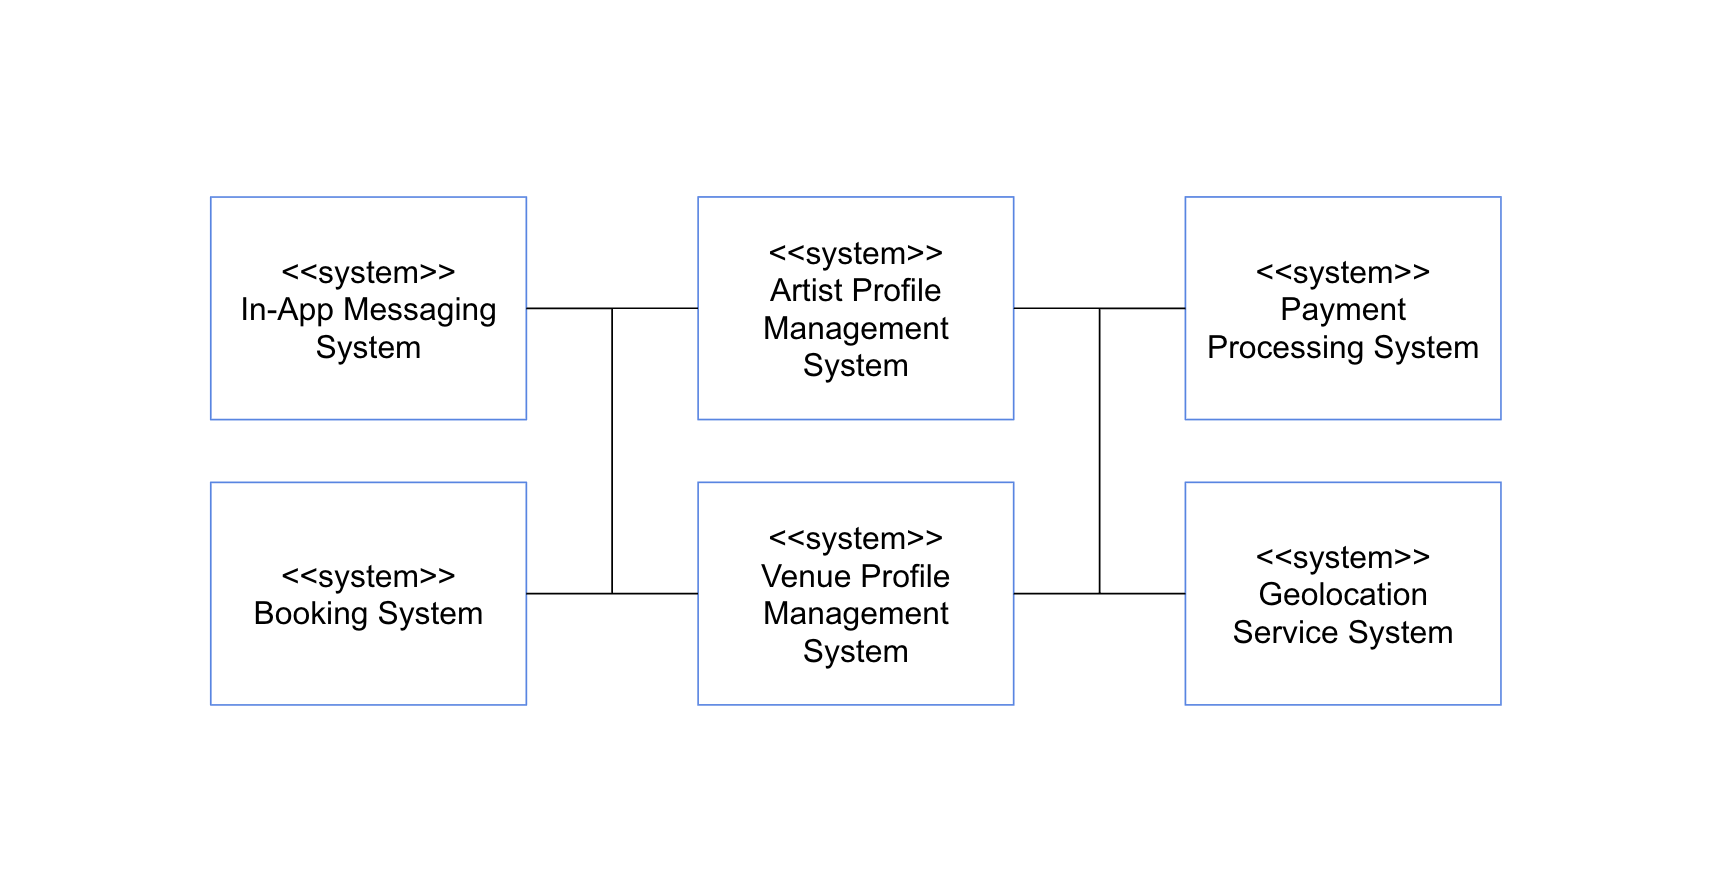 <<system>>
In-App Messaging
System
<<system>>
Artist Profile
Management
System
<<system>>
Payment
Processing System
<<system>>
Booking System
<<system>>
Venue Profile
Management
System
<<system>>
Geolocation
Service System